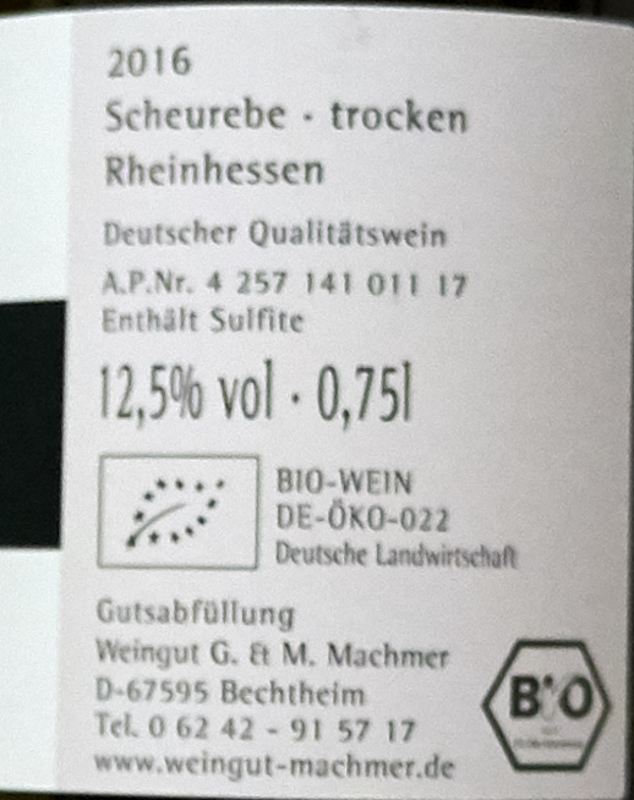 2016
Scheurebe · trocken
Rheinhessen
Deutscher Qualitätswein
A.P.Nr. 4 257 141 011 17
Enthält Sulfite
12,5% vol · 0,75l
BIO-WEIN
DE-ÖKO-022
Deutsche Landwirtschaft
Gutsabfüllung
Weingut G. & M. Machmer
D-67595 Bechtheim
Tel. 0 62 42 - 91 57 17
www.weingut-machmer.de
BIO